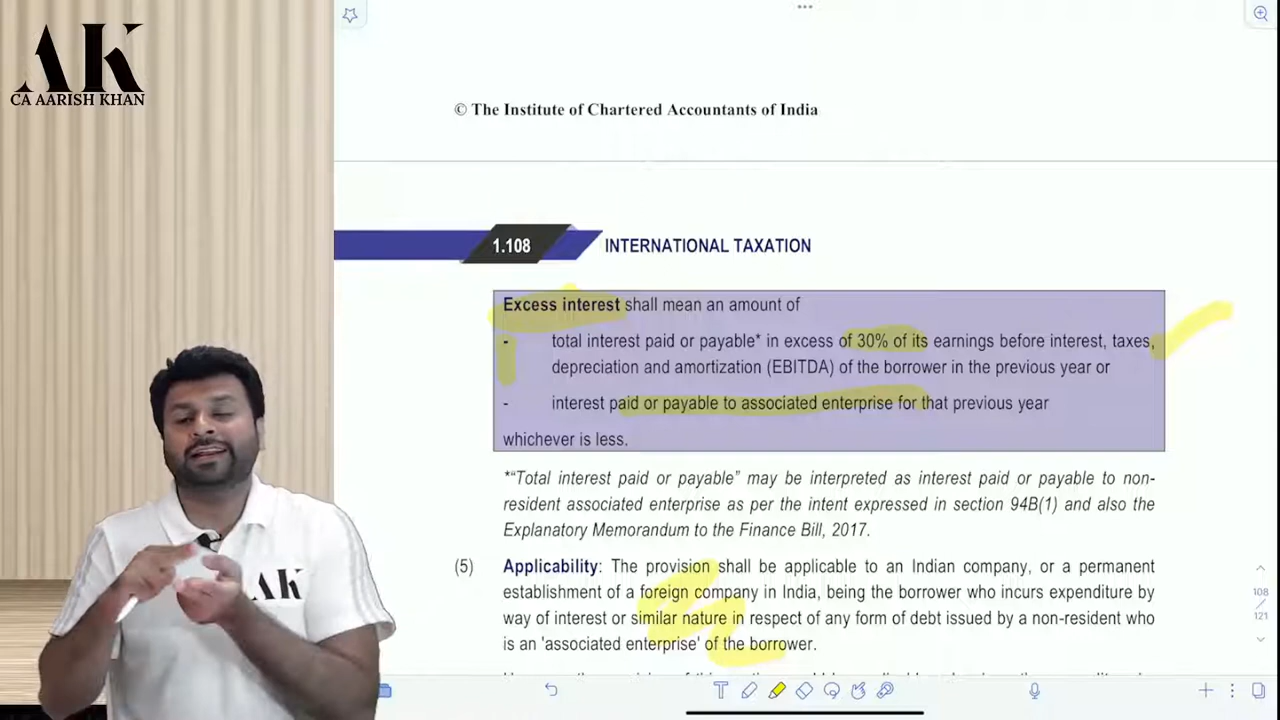 AK
CA AARISH KHAN
© The Institute of Chartered Accountants of India
1.108 INTERNATIONAL TAXATION
Excess interest shall mean an amount of
- total interest paid or payable* in excess of 30% of its earnings before interest, taxes,
depreciation and amortization (EBITDA) of the borrower in the previous year or
- interest paid or payable to associated enterprise for that previous year
whichever is less.
*“Total interest paid or payable” may be interpreted as interest paid or payable to non-
resident associated enterprise as per the intent expressed in section 94B(1) and also the
Explanatory Memorandum to the Finance Bill, 2017.
(5) Applicability: The provision shall be applicable to an Indian company, or a permanent
establishment of a foreign company in India, being the borrower who incurs expenditure by
way of interest or similar nature in respect of any form of debt issued by a non-resident who
is an 'associated enterprise' of the borrower.
108
121
AK